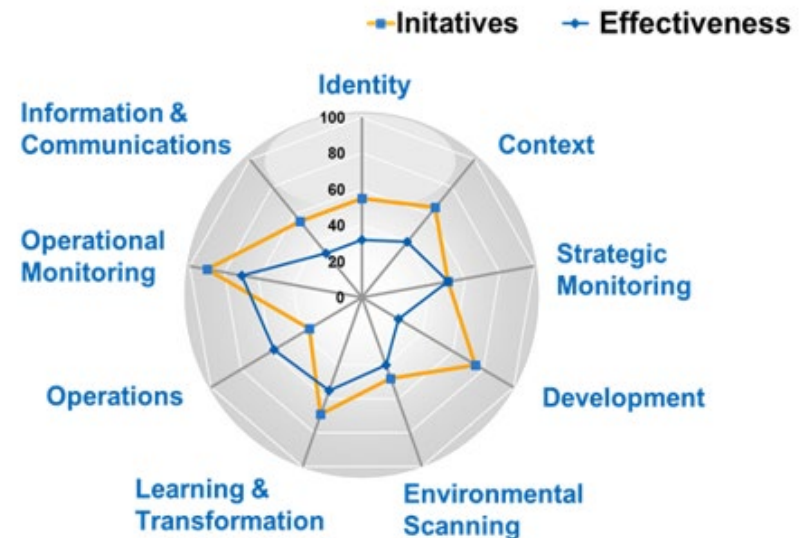 Initatives
Effectiveness
Identity
Information &
Communications
Context
100
80
60
40
20
0
Operational
Monitoring
Strategic
Monitoring
Operations
Development
Learning &
Transformation
Environmental
Scanning